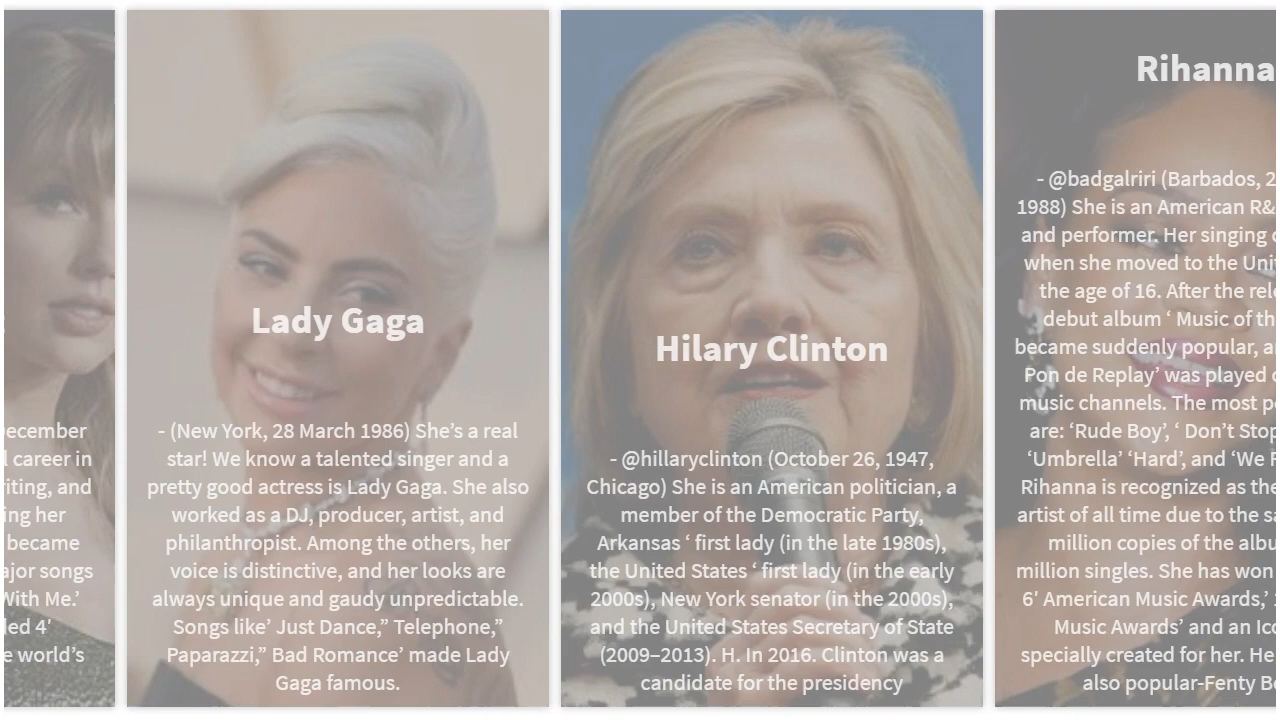 ecember
l career in
riting, and
ing her
became
ajor songs
With Me.’
led 4′
e world’s
Lady Gaga
- (New York, 28 March 1986) She’s a real
star! We know a talented singer and a
pretty good actress is Lady Gaga. She also
worked as a DJ, producer, artist, and
philanthropist. Among the others, her
voice is distinctive, and her looks are
always unique and gaudy unpredictable.
Songs like’ Just Dance,” Telephone,”
Paparazzi,” Bad Romance’ made Lady
Gaga famous.
Hilary Clinton
- @hillaryclinton (October 26, 1947,
Chicago) She is an American politician, a
member of the Democratic Party,
Arkansas ‘ first lady (in the late 1980s),
the United States ‘ first lady (in the early
2000s), New York senator (in the 2000s),
and the United States Secretary of State
(2009–2013). H. In 2016. Clinton was a
candidate for the presidency
Rihanna
- @badgalriri (Barbados, 2
1988) She is an American R&
and performer. Her singing
when she moved to the Unit
the age of 16. After the rele
debut album ‘ Music of th
became suddenly popular, a
Pon de Replay’ was played
music channels. The most p
are: ‘Rude Boy’, ‘ Don’t Stop
‘Umbrella’ ‘Hard’, and ‘We F
Rihanna is recognized as the
artist of all time due to the sa
million copies of the albu
million singles. She has won
6′ American Music Awards,’
Music Awards’ and an Ico
specially created for her. He
also popular-Fenty Be